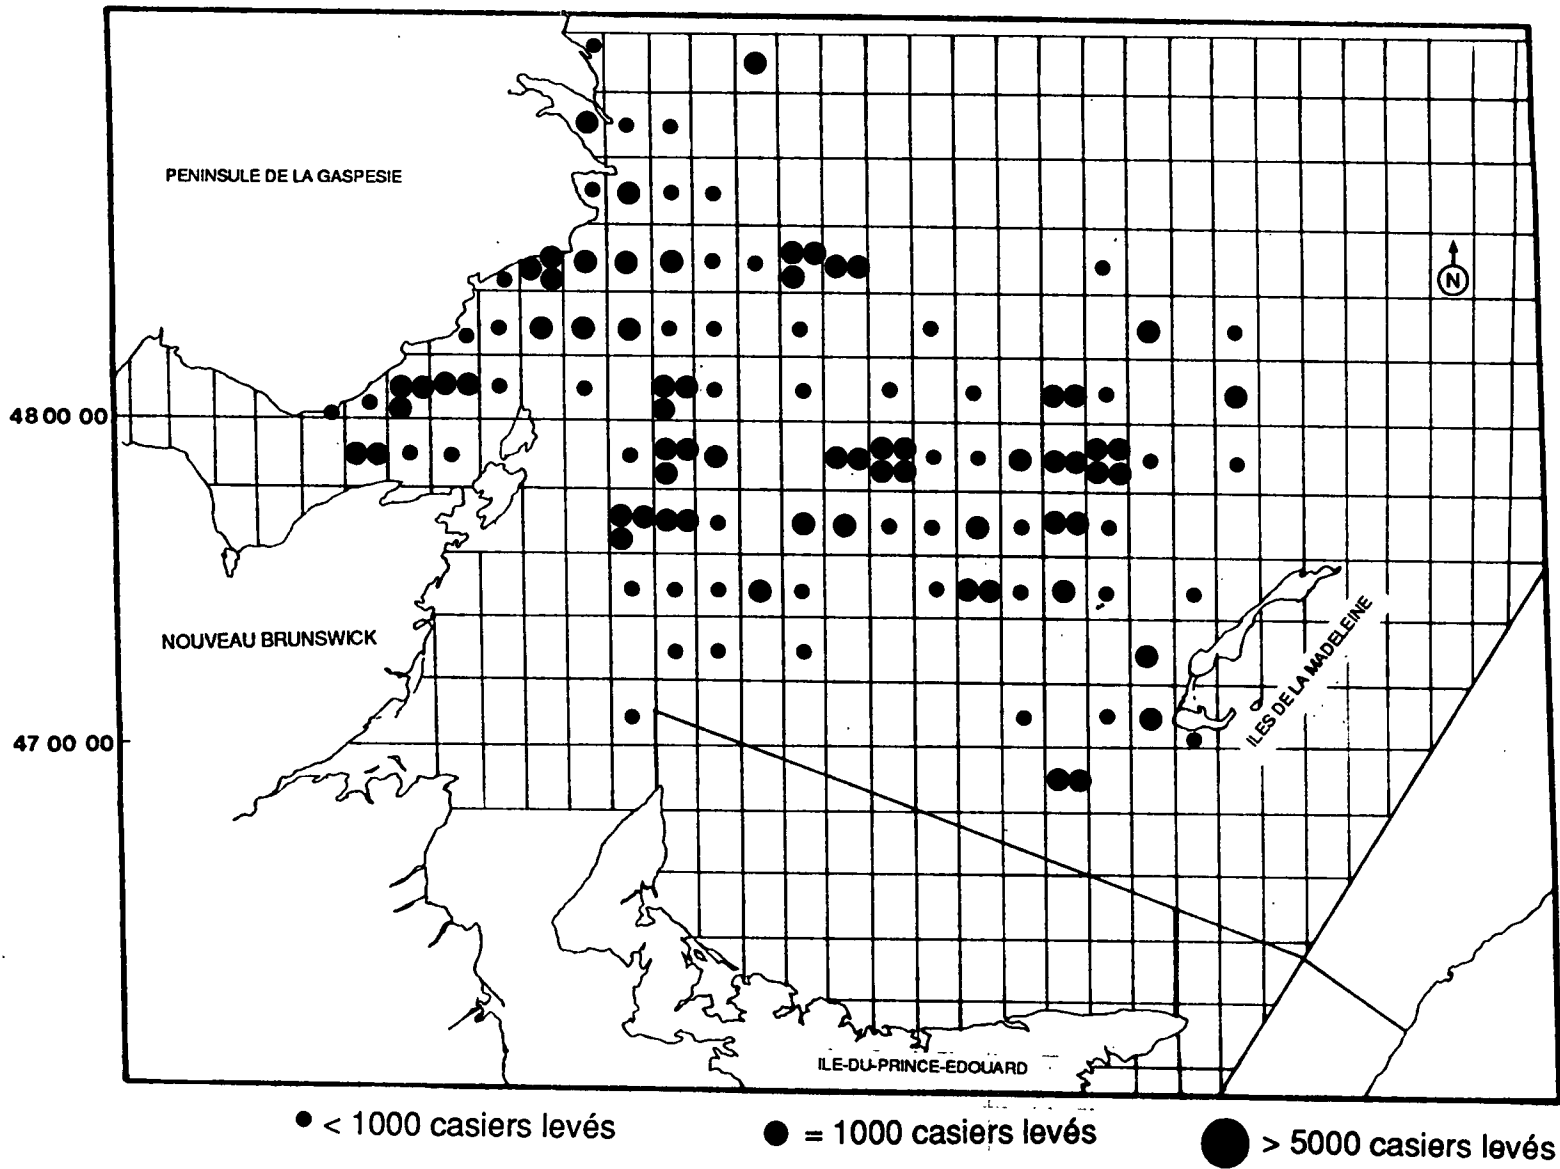 PENINSULE DE LA GASPESIE
N
48 00 00
NOUVEAU BRUNSWICK
ILES DE LA MADELEINE
47 00 00
ILE-DU-PRINCE-EDOUARD
< 1000 casiers levés
= 1000 casiers levés
> 5000 casiers levés